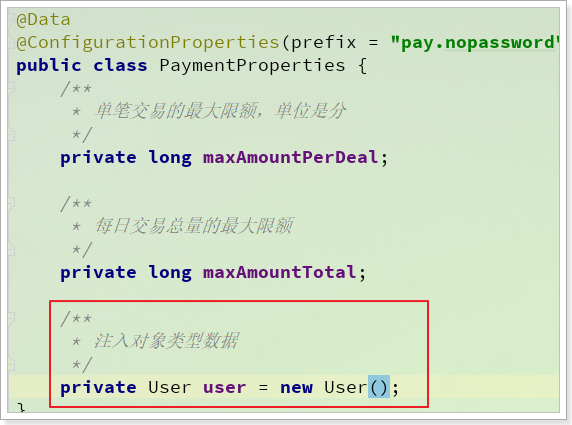 @Data
@ConfigurationProperties(prefix = "pay.nopassword"
public class PaymentProperties {
/**
* 单笔交易的最大限额，单位是分
*/
private long maxAmountPerDeal;
/**
* 每日交易总量的最大限额
*/
private long maxAmountTotal;
/**
* 注入对象类型数据
*/
private User user = new User();
}